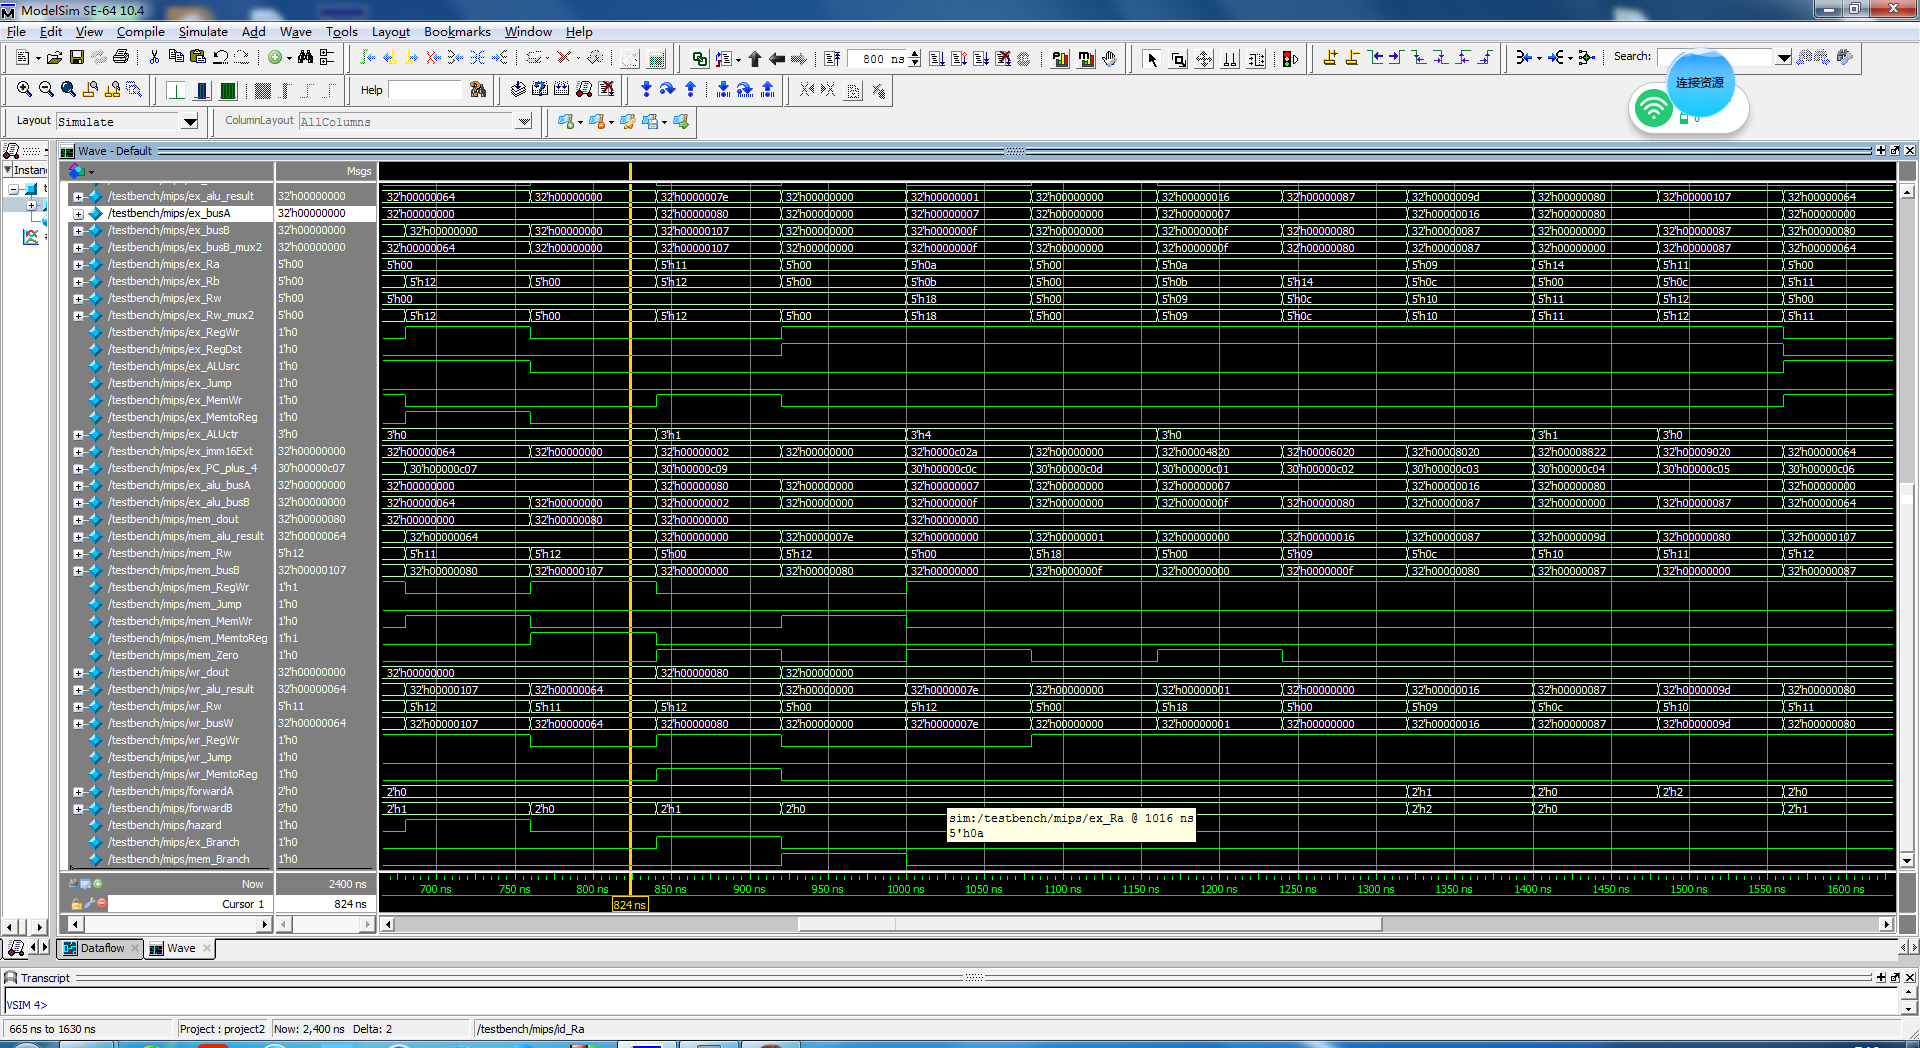 ModelSim SE-64 10.4
File Edit View Compile Simulate Add Wave Tools Layout Bookmarks Window Help
800 ns
Search:
连接资源
Help
Layout Simulate
ColumnLayout AllColumns
Wave - Default
Instan
Msgs
/testbench/mips/ex_alu_result 32'h00000000 32'h00000064 32'h00000000 32'h0000007e 32'h00000000 32'h00000001 32'h00000000 32'h00000016 32'h00000087 32'h0000009d 32'h00000080 32'h00000107 32'h00000064
/testbench/mips/ex_busA 32'h00000000 32'h00000000 32'h00000080 32'h00000000 32'h00000007 32'h00000000 32'h00000007 32'h00000016 32'h00000080 32'h00000000
/testbench/mips/ex_busB 32'h00000000 32'h00000000 32'h00000000 32'h00000107 32'h00000000 32'h0000000f 32'h00000000 32'h0000000f 32'h00000080 32'h00000087 32'h00000000 32'h00000087 32'h00000080
/testbench/mips/ex_busB_mux2 32'h00000000 32'h00000064 32'h00000000 32'h00000107 32'h00000000 32'h0000000f 32'h00000000 32'h0000000f 32'h00000080 32'h00000087 32'h00000000 32'h00000087 32'h00000064
/testbench/mips/ex_Ra 5'h00 5'h00 5'h11 5'h00 5'h0a 5'h00 5'h0a 5'h09 5'h14 5'h11 5'h00
/testbench/mips/ex_Rb 5'h00 5'h12 5'h00 5'h12 5'h00 5'h0b 5'h00 5'h0b 5'h14 5'h0c 5'h00 5'h0c 5'h11
/testbench/mips/ex_Rw 5'h00 5'h00 5'h18 5'h00 5'h09 5'h0c 5'h10 5'h11 5'h12 5'h00
/testbench/mips/ex_Rw_mux2 5'h00 5'h12 5'h00 5'h12 5'h00 5'h18 5'h00 5'h09 5'h0c 5'h10 5'h11 5'h12 5'h11
/testbench/mips/ex_RegWr 1'h0
/testbench/mips/ex_RegDst 1'h0
/testbench/mips/ex_ALUsrc 1'h0
/testbench/mips/ex_Jump 1'h0
/testbench/mips/ex_MemWr 1'h0
/testbench/mips/ex_MemtoReg 1'h0
/testbench/mips/ex_ALUctr 3'h0 3'h0 3'h1 3'h4 3'h0 3'h1 3'h0
/testbench/mips/ex_imm16Ext 32'h00000000 32'h00000064 32'h00000000 32'h00000002 32'h00000000 32'h0000c02a 32'h00000000 32'h00004820 32'h00006020 32'h00008020 32'h00008822 32'h00009020 32'h00000064
/testbench/mips/ex_PC_plus_4 30'h00000c07 30'h00000c07 30'h00000c09 30'h00000c0c 30'h00000c0d 30'h00000c01 30'h00000c02 30'h00000c03 30'h00000c04 30'h00000c05 30'h00000c06
/testbench/mips/ex_alu_busA 32'h00000000 32'h00000000 32'h00000080 32'h00000000 32'h00000007 32'h00000000 32'h00000007 32'h00000016 32'h00000080 32'h00000000
/testbench/mips/ex_alu_busB 32'h00000000 32'h00000064 32'h00000000 32'h00000002 32'h00000000 32'h0000000f 32'h00000000 32'h0000000f 32'h00000080 32'h00000087 32'h00000000 32'h00000087 32'h00000064
/testbench/mips/mem_dout 32'h00000080 32'h00000000 32'h00000080 32'h00000000 32'h00000000
/testbench/mips/mem_alu_result 32'h00000064 32'h00000064 32'h00000000 32'h0000007e 32'h00000000 32'h00000001 32'h00000000 32'h00000016 32'h00000087 32'h0000009d 32'h00000080 32'h00000107
/testbench/mips/mem_Rw 5'h12 5'h11 5'h12 5'h00 5'h12 5'h00 5'h18 5'h00 5'h09 5'h0c 5'h10 5'h11 5'h12
/testbench/mips/mem_busB 32'h00000107 32'h00000080 32'h00000107 32'h00000000 32'h00000080 32'h00000000 32'h0000000f 32'h00000000 32'h0000000f 32'h00000080 32'h00000087 32'h00000000 32'h00000087
/testbench/mips/mem_RegWr 1'h1
/testbench/mips/mem_Jump 1'h0
/testbench/mips/mem_MemWr 1'h0
/testbench/mips/mem_MemtoReg 1'h1
/testbench/mips/mem_Zero 1'h0
/testbench/mips/wr_dout 32'h00000000 32'h00000000 32'h00000080 32'h00000000
/testbench/mips/wr_alu_result 32'h00000064 32'h00000107 32'h00000064 32'h00000000 32'h0000007e 32'h00000000 32'h00000001 32'h00000000 32'h00000016 32'h00000087 32'h0000009d 32'h00000080
/testbench/mips/wr_Rw 5'h11 5'h12 5'h11 5'h12 5'h00 5'h12 5'h00 5'h18 5'h00 5'h09 5'h0c 5'h10 5'h11
/testbench/mips/wr_busW 32'h00000064 32'h00000107 32'h00000064 32'h00000080 32'h00000000 32'h0000007e 32'h00000000 32'h00000001 32'h00000000 32'h00000016 32'h00000087 32'h0000009d 32'h00000080
/testbench/mips/wr_RegWr 1'h0
/testbench/mips/wr_Jump 1'h0
/testbench/mips/wr_MemtoReg 1'h0
/testbench/mips/forwardA 2'h0 2'h0 2'h1 2'h0 2'h2 2'h0
/testbench/mips/forwardB 2'h0 2'h1 2'h0 2'h1 2'h0 2'h2 2'h0 2'h1
/testbench/mips/hazard 1'h0
/testbench/mips/ex_Branch 1'h0
/testbench/mips/mem_Branch 1'h0
sim:/testbench/mips/ex_Ra @ 1016 ns
5'h0a
Now 2400 ns 700 ns 750 ns 800 ns 850 ns 900 ns 950 ns 1000 ns 1050 ns 1100 ns 1150 ns 1200 ns 1250 ns 1300 ns 1350 ns 1400 ns 1450 ns 1500 ns 1550 ns 1600 ns
Cursor 1 824 ns 824 ns
Dataflow Wave
Transcript
VSIM 4>
665 ns to 1630 ns Project : project2 Now: 2,400 ns Delta: 2 /testbench/mips/id_Ra